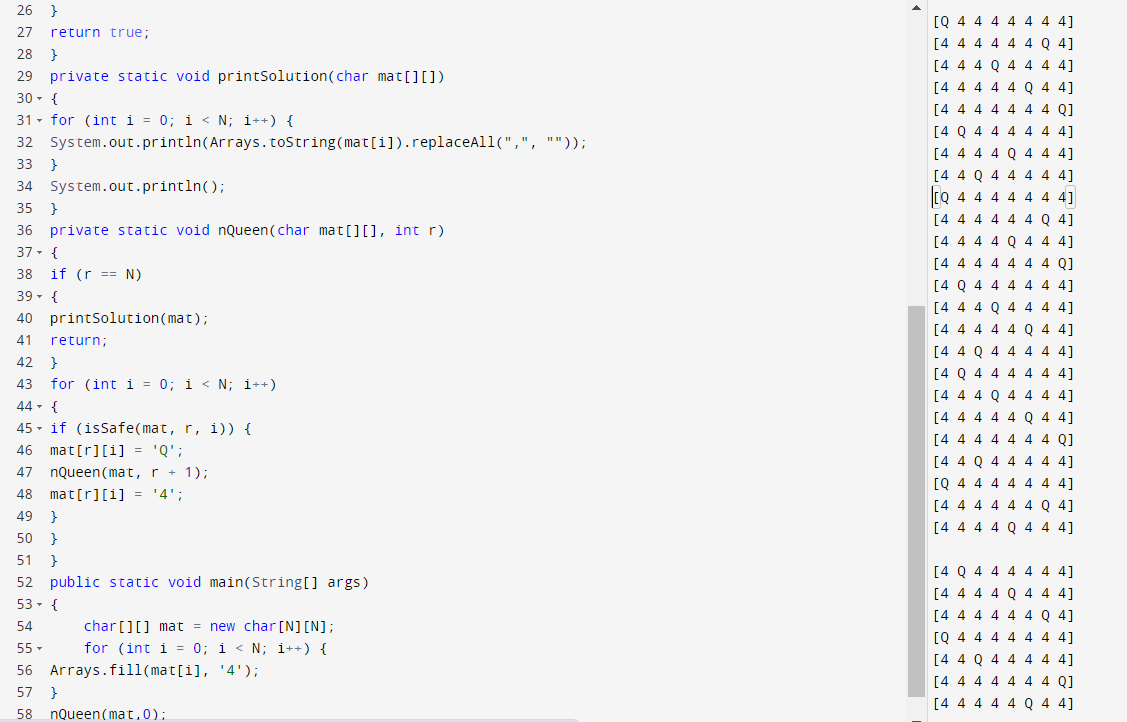 26 }
27 return true;
28 }
29 private static void printSolution(char mat[][])
30 {
31 for (int i = 0; i < N; i++) {
32 System.out.println(Arrays.toString(mat[i]).replaceAll(",", ""));
33 }
34 System.out.println();
35 }
36 private static void nQueen(char mat[][], int r)
37 {
38 if (r == N)
39 {
40 printSolution(mat);
41 return;
42 }
43 for (int i = 0; i < N; i++)
44 {
45 if (isSafe(mat, r, i)) {
46 mat[r][i] = 'Q';
47 nQueen(mat, r + 1);
48 mat[r][i] = '4';
49 }
50 }
51 }
52 public static void main(String[] args)
53 {
54 char[][] mat = new char[N][N];
55 for (int i = 0; i < N; i++) {
56 Arrays.fill(mat[i], '4');
57 }
58 nQueen(mat,0);
[Q 4 4 4 4 4 4 4]
[4 4 4 4 4 4 Q 4]
[4 4 4 Q 4 4 4 4]
[4 4 4 4 4 Q 4 4]
[4 4 4 4 4 4 4 Q]
[4 Q 4 4 4 4 4 4]
[4 4 4 4 Q 4 4 4]
[4 4 Q 4 4 4 4 4]
[Q 4 4 4 4 4 4 4]
[4 4 4 4 4 4 Q 4]
[4 4 4 4 Q 4 4 4]
[4 4 4 4 4 4 4 Q]
[4 Q 4 4 4 4 4 4]
[4 4 4 Q 4 4 4 4]
[4 4 4 4 4 Q 4 4]
[4 4 Q 4 4 4 4 4]
[4 Q 4 4 4 4 4 4]
[4 4 4 Q 4 4 4 4]
[4 4 4 4 4 Q 4 4]
[4 4 4 4 4 4 4 Q]
[4 4 Q 4 4 4 4 4]
[Q 4 4 4 4 4 4 4]
[4 4 4 4 4 4 Q 4]
[4 4 4 4 Q 4 4 4]
[4 Q 4 4 4 4 4 4]
[4 4 4 4 Q 4 4 4]
[4 4 4 4 4 4 Q 4]
[Q 4 4 4 4 4 4 4]
[4 4 Q 4 4 4 4 4]
[4 4 4 4 4 4 4 Q]
[4 4 4 4 4 Q 4 4]